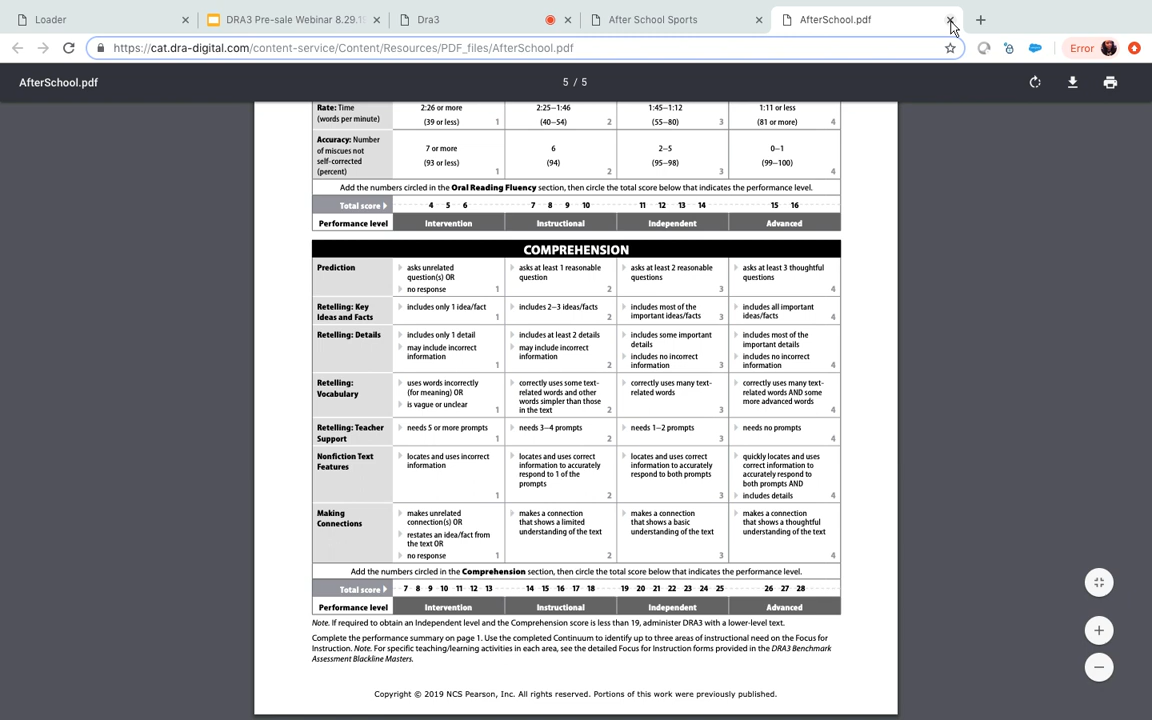 Loader
DRA3 Pre-sale Webinar 8.29.1
Dra3
After School Sports
AfterSchool.pdf
https://cat.dra-digital.com/content-service/Content/Resources/PDF_files/AfterSchool.pdf
Error
AfterSchool.pdf
5 / 5
Rate: Time
(words per minute)
2:26 or more
(39 or less)
1
2:25–1:46
(40–54)
2
1:45–1:12
(55–80)
3
1:11 or less
(81 or more)
4
Accuracy: Number
of miscues not
self-corrected
(percent)
7 or more
(93 or less)
1
6
(94)
2
2–5
(95–98)
3
0–1
(99–100)
4
Add the numbers circled in the Oral Reading Fluency section, then circle the total score below that indicates the performance level.
Total score 4 5 6 7 8 9 10 11 12 13 14 15 16
Performance level Intervention Instructional Independent Advanced
COMPREHENSION
Prediction
asks unrelated
question(s) OR
no response
1
asks at least 1 reasonable
question
2
asks at least 2 reasonable
questions
3
asks at least 3 thoughtful
questions
4
Retelling: Key
Ideas and Facts
includes only 1 idea/fact
1
includes 2–3 ideas/facts
2
includes most of the
important ideas/facts
3
includes all important
ideas/facts
4
Retelling: Details
includes only 1 detail
may include incorrect
information
1
includes at least 2 details
may include incorrect
information
2
includes some important
details
includes no incorrect
information
3
includes most of the
important details
includes no incorrect
information
4
Retelling:
Vocabulary
uses words incorrectly
(for meaning) OR
is vague or unclear
1
correctly uses some text-
related words and other
words simpler than those
in the text
2
correctly uses many text-
related words
3
correctly uses many text-
related words AND some
more advanced words
4
Retelling: Teacher
Support
needs 5 or more prompts
1
needs 3–4 prompts
2
needs 1–2 prompts
3
needs no prompts
4
Nonfiction Text
Features
locates and uses incorrect
information
1
locates and uses correct
information to accurately
respond to 1 of the
prompts
2
locates and uses correct
information to accurately
respond to both prompts
3
quickly locates and uses
correct information to
accurately respond to
both prompts AND
includes details
4
Making
Connections
makes unrelated
connection(s) OR
restates an idea/fact from
the text OR
no response
1
makes a connection
that shows a limited
understanding of the text
2
makes a connection
that shows a basic
understanding of the text
3
makes a connection
that shows a thoughtful
understanding of the text
4
Add the numbers circled in the Comprehension section, then circle the total score below that indicates the performance level.
Total score 7 8 9 10 11 12 13 14 15 16 17 18 19 20 21 22 23 24 25 26 27 28
Performance level Intervention Instructional Independent Advanced
Note. If required to obtain an Independent level and the Comprehension score is less than 19, administer DRA3 with a lower-level text.
Complete the performance summary on page 1. Use the completed Continuum to identify up to three areas of instructional need on the Focus for
Instruction. Note. For specific teaching/learning activities in each area, see the detailed Focus for Instruction forms provided in the DRA3 Benchmark
Assessment Blackline Masters.
Copyright © 2019 NCS Pearson, Inc. All rights reserved. Portions of this work were previously published.